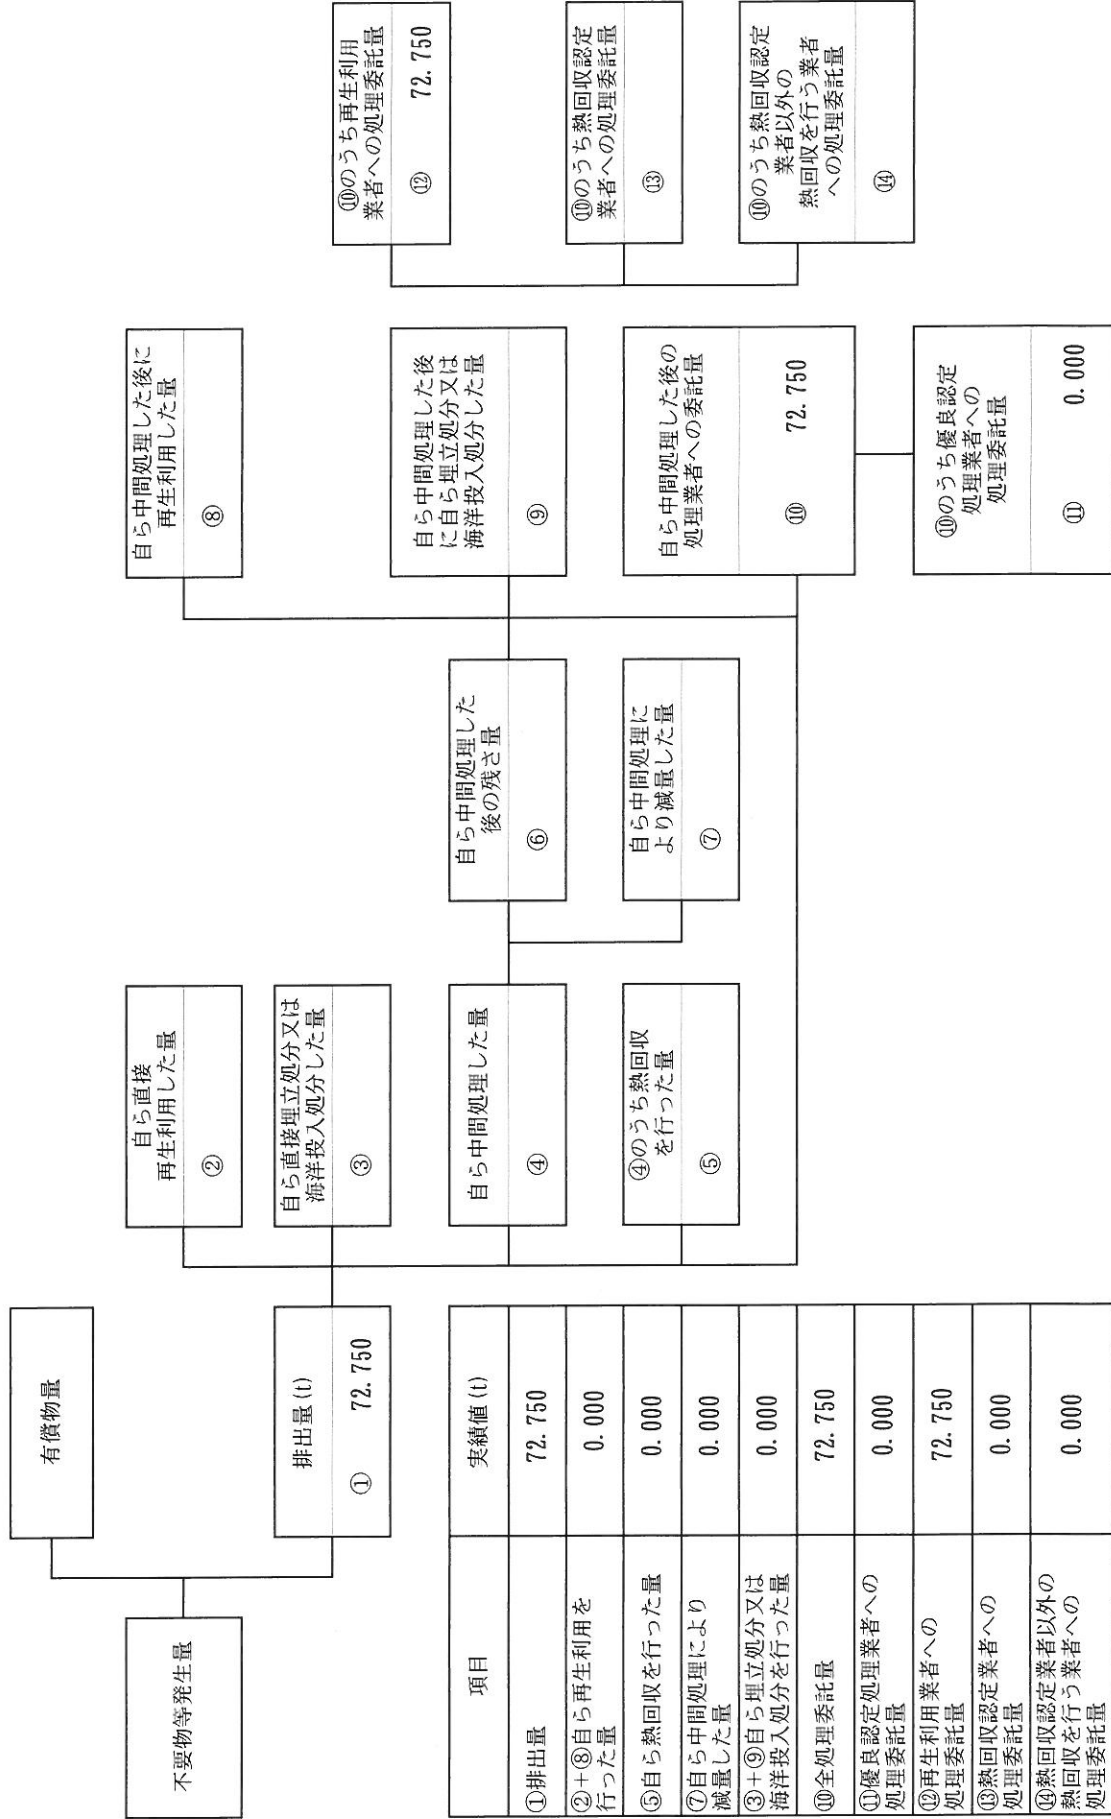 不要物等発生量
有償物量
排出量(t)
① 72.750
自ら直接
再生利用した量
②
自ら直接埋立処分又は
海洋投入処分した量
③
自ら中間処理した量
④
④のうち熱回収
を行った量
⑤
自ら中間処理した
後の残さ量
⑥
自ら中間処理に
より減量した量
⑦
自ら中間処理した後に
再生利用した量
⑧
自ら中間処理した後
に自ら埋立処分又は
海洋投入処分した量
⑨
自ら中間処理した後の
処理業者への委託量
⑩ 72.750
⑩のうち優良認定
処理業者への
処理委託量
⑪ 0.000
⑩のうち再生利用
業者への処理委託量
⑫ 72.750
⑩のうち熱回収認定
業者への処理委託量
⑬
⑩のうち熱回収認定
業者以外の
熱回収を行う業者
への処理委託量
⑭
項目 実績値(t)
①排出量 72.750
②+⑧自ら再生利用を
行った量 0.000
⑤自ら熱回収を行った量 0.000
⑦自ら中間処理により
減量した量 0.000
③+⑨自ら埋立処分又は
海洋投入処分を行った量 0.000
⑩全処理委託量 72.750
⑪優良認定処理業者への
処理委託量 0.000
⑫再生利用業者への
処理委託量 72.750
⑬熱回収認定業者への
処理委託量 0.000
⑭熱回収認定業者以外の
熱回収を行う業者への
処理委託量 0.000